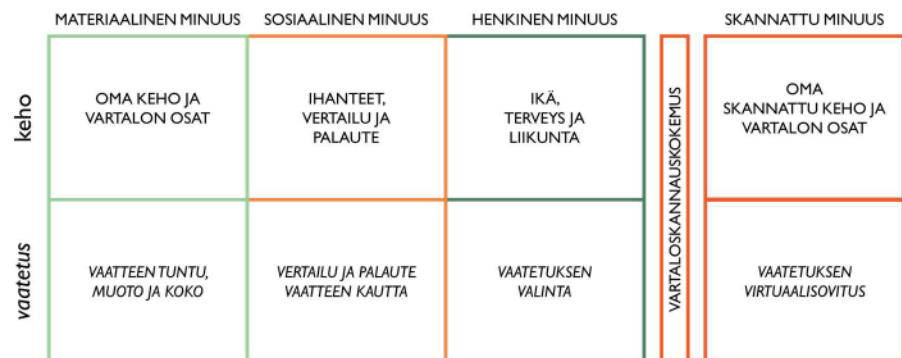 MATERIAALINEN MINUUS
SOSIAALINEN MINUUS
HENKINEN MINUUS
SKANNATTU MINUUS
keho
OMA KEHO JA
VARTALON OSAT
IHANTEET,
VERTAILU JA
PALAUTE
IKÄ,
TERVEYS JA
LIIKUNTA
VARTALOSKANNAUSKOKEMUS
OMA
SKANNATTU KEHO JA
VARTALON OSAT
vaatetus
VAATTEEN TUNTU,
MUOTO JA KOKO
VERTAILU JA PALAUTE
VAATTEEN KAUTTA
VAATETUKSEN
VALINTA
VAATETUKSEN
VIRTUAALISOVITUS